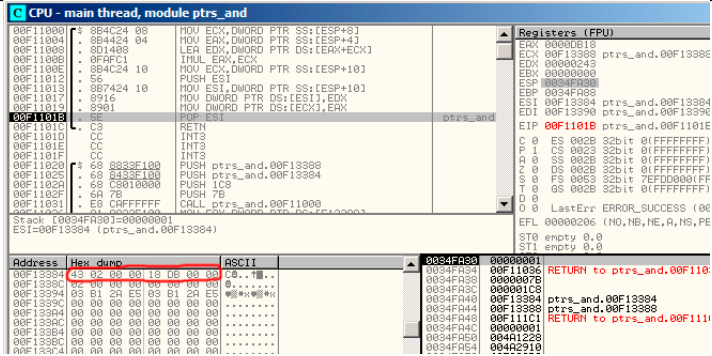 CPU - main thread, module ptrs_and
00F11000 $ 8B4C24 08 MOV ECX,DWORD PTR SS:[ESP+8]
00F11004 . 8B4424 04 MOV EAX,DWORD PTR SS:[ESP+4]
00F11008 . 8D1408 LEA EDX,DWORD PTR DS:[EAX+ECX]
00F1100B . 0FAFC1 IMUL EAX,ECX
00F1100E . 8B4C24 10 MOV ECX,DWORD PTR SS:[ESP+10]
00F11012 . 56 PUSH ESI
00F11013 . 8B7424 10 MOV ESI,DWORD PTR SS:[ESP+10]
00F11017 . 8916 MOV DWORD PTR DS:[ESI],EDX
00F11019 . 8901 MOV DWORD PTR DS:[ECX],EAX
00F1101B . 5E POP ESI ptrs_and
00F1101C . C3 RETN
00F1101D CC INT3
00F1101E CC INT3
00F1101F CC INT3
00F11020 $ 68 8833F100 PUSH ptrs_and.00F13388
00F11025 . 68 8433F100 PUSH ptrs_and.00F13384
00F1102A . 68 C8010000 PUSH 1C8
00F1102F . 6A 7B PUSH 7B
00F11031 . E8 CAFFFFFF CALL ptrs_and.00F11000
Stack [0034FA30]=00000001
ESI=00F13384 (ptrs_and.00F13384)
Registers (FPU)
EAX 0000DB18
ECX 00F13388 ptrs_and.00F13388
EDX 00000243
EBX 00000000
ESP 0034FA30
EBP 0034FA88
ESI 00F13384 ptrs_and.00F13384
EDI 00F13390 ptrs_and.00F13390
EIP 00F1101B ptrs_and.00F1101B
C 0 ES 002B 32bit 0(FFFFFFFF)
P 1 CS 0023 32bit 0(FFFFFFFF)
A 0 SS 002B 32bit 0(FFFFFFFF)
Z 0 DS 002B 32bit 0(FFFFFFFF)
S 0 FS 0053 32bit 7EFDD000(FF
T 0 GS 002B 32bit 0(FFFFFFFF)
D 0
O 0 LastErr ERROR_SUCCESS (00
EFL 00000206 (NO,NB,NE,A,NS,PE
ST0 empty 0.0
ST1 empty 0.0
Address Hex dump ASCII
00F13384 43 02 00 00 18 DB 00 00
00F1338C 02 00 00 00 00 00 00 00
00F13394 03 B1 2A E5 03 B1 2A E5
00F1339C 00 00 00 00 00 00 00 00 ........
00F133A4 00 00 00 00 00 00 00 00 ........
00F133AC 00 00 00 00 00 00 00 00 ........
00F133B4 00 00 00 00 00 00 00 00 ........
00F133BC 00 00 00 00 00 00 00 00 ........
00F133C4 00 00 00 00 00 00 00 00 ........
0034FA30 00000001
0034FA34 00F11036 RETURN to ptrs_and.00F110
0034FA38 0000007B
0034FA3C 000001C8
0034FA40 00F13384 ptrs_and.00F13384
0034FA44 00F13388 ptrs_and.00F13388
0034FA48 00F111C1 RETURN to ptrs_and.00F111
0034FA4C 00000001
0034FA50 004A1228
0034FA54 004A2910